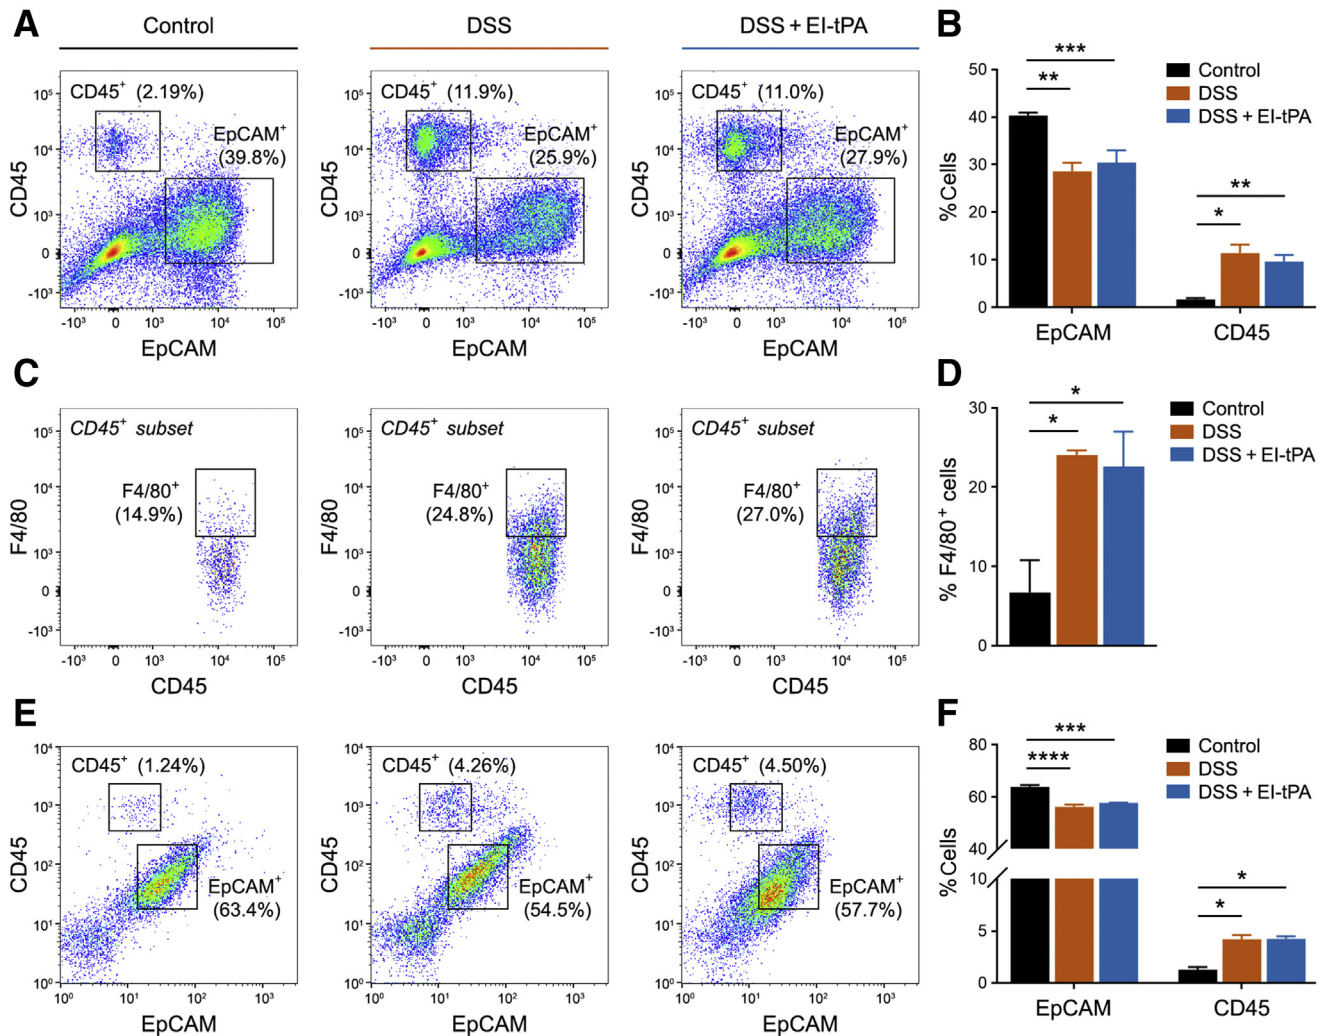 A
Control
DSS
DSS + EI-tPA
CD45⁺ (2.19%)
EpCAM⁺
(39.8%)
CD45
10⁵
10⁴
10³
0
-10³
-10³ 0 10³ 10⁴ 10⁵
EpCAM
CD45⁺ (11.9%)
EpCAM⁺
(25.9%)
CD45
10⁵
10⁴
10³
0
-10³
-10³ 0 10³ 10⁴ 10⁵
EpCAM
CD45⁺ (11.0%)
EpCAM⁺
(27.9%)
CD45
10⁵
10⁴
10³
0
-10³
-10³ 0 10³ 10⁴ 10⁵
EpCAM
B
***
**
**
*
Control
DSS
DSS + EI-tPA
% Cells
50
40
30
20
10
0
EpCAM CD45
C
CD45⁺ subset
F4/80⁺
(14.9%)
F4/80
10⁵
10⁴
10³
0
-10³
-10³ 0 10³ 10⁴ 10⁵
CD45
CD45⁺ subset
F4/80⁺
(24.8%)
F4/80
10⁵
10⁴
10³
0
-10³
-10³ 0 10³ 10⁴ 10⁵
CD45
CD45⁺ subset
F4/80⁺
(27.0%)
F4/80
10⁵
10⁴
10³
0
-10³
-10³ 0 10³ 10⁴ 10⁵
CD45
D
*
*
Control
DSS
DSS + EI-tPA
% F4/80⁺ cells
30
20
10
0
E
CD45⁺ (1.24%)
EpCAM⁺
(63.4%)
CD45
10⁴
10³
10²
10¹
10⁰
10⁰ 10¹ 10² 10³
EpCAM
CD45⁺ (4.26%)
EpCAM⁺
(54.5%)
CD45
10⁴
10³
10²
10¹
10⁰
10⁰ 10¹ 10² 10³
EpCAM
CD45⁺ (4.50%)
EpCAM⁺
(57.7%)
CD45
10⁴
10³
10²
10¹
10⁰
10⁰ 10¹ 10² 10³
EpCAM
F
***
****
*
*
Control
DSS
DSS + EI-tPA
% Cells
80
60
40
10
5
0
EpCAM CD45